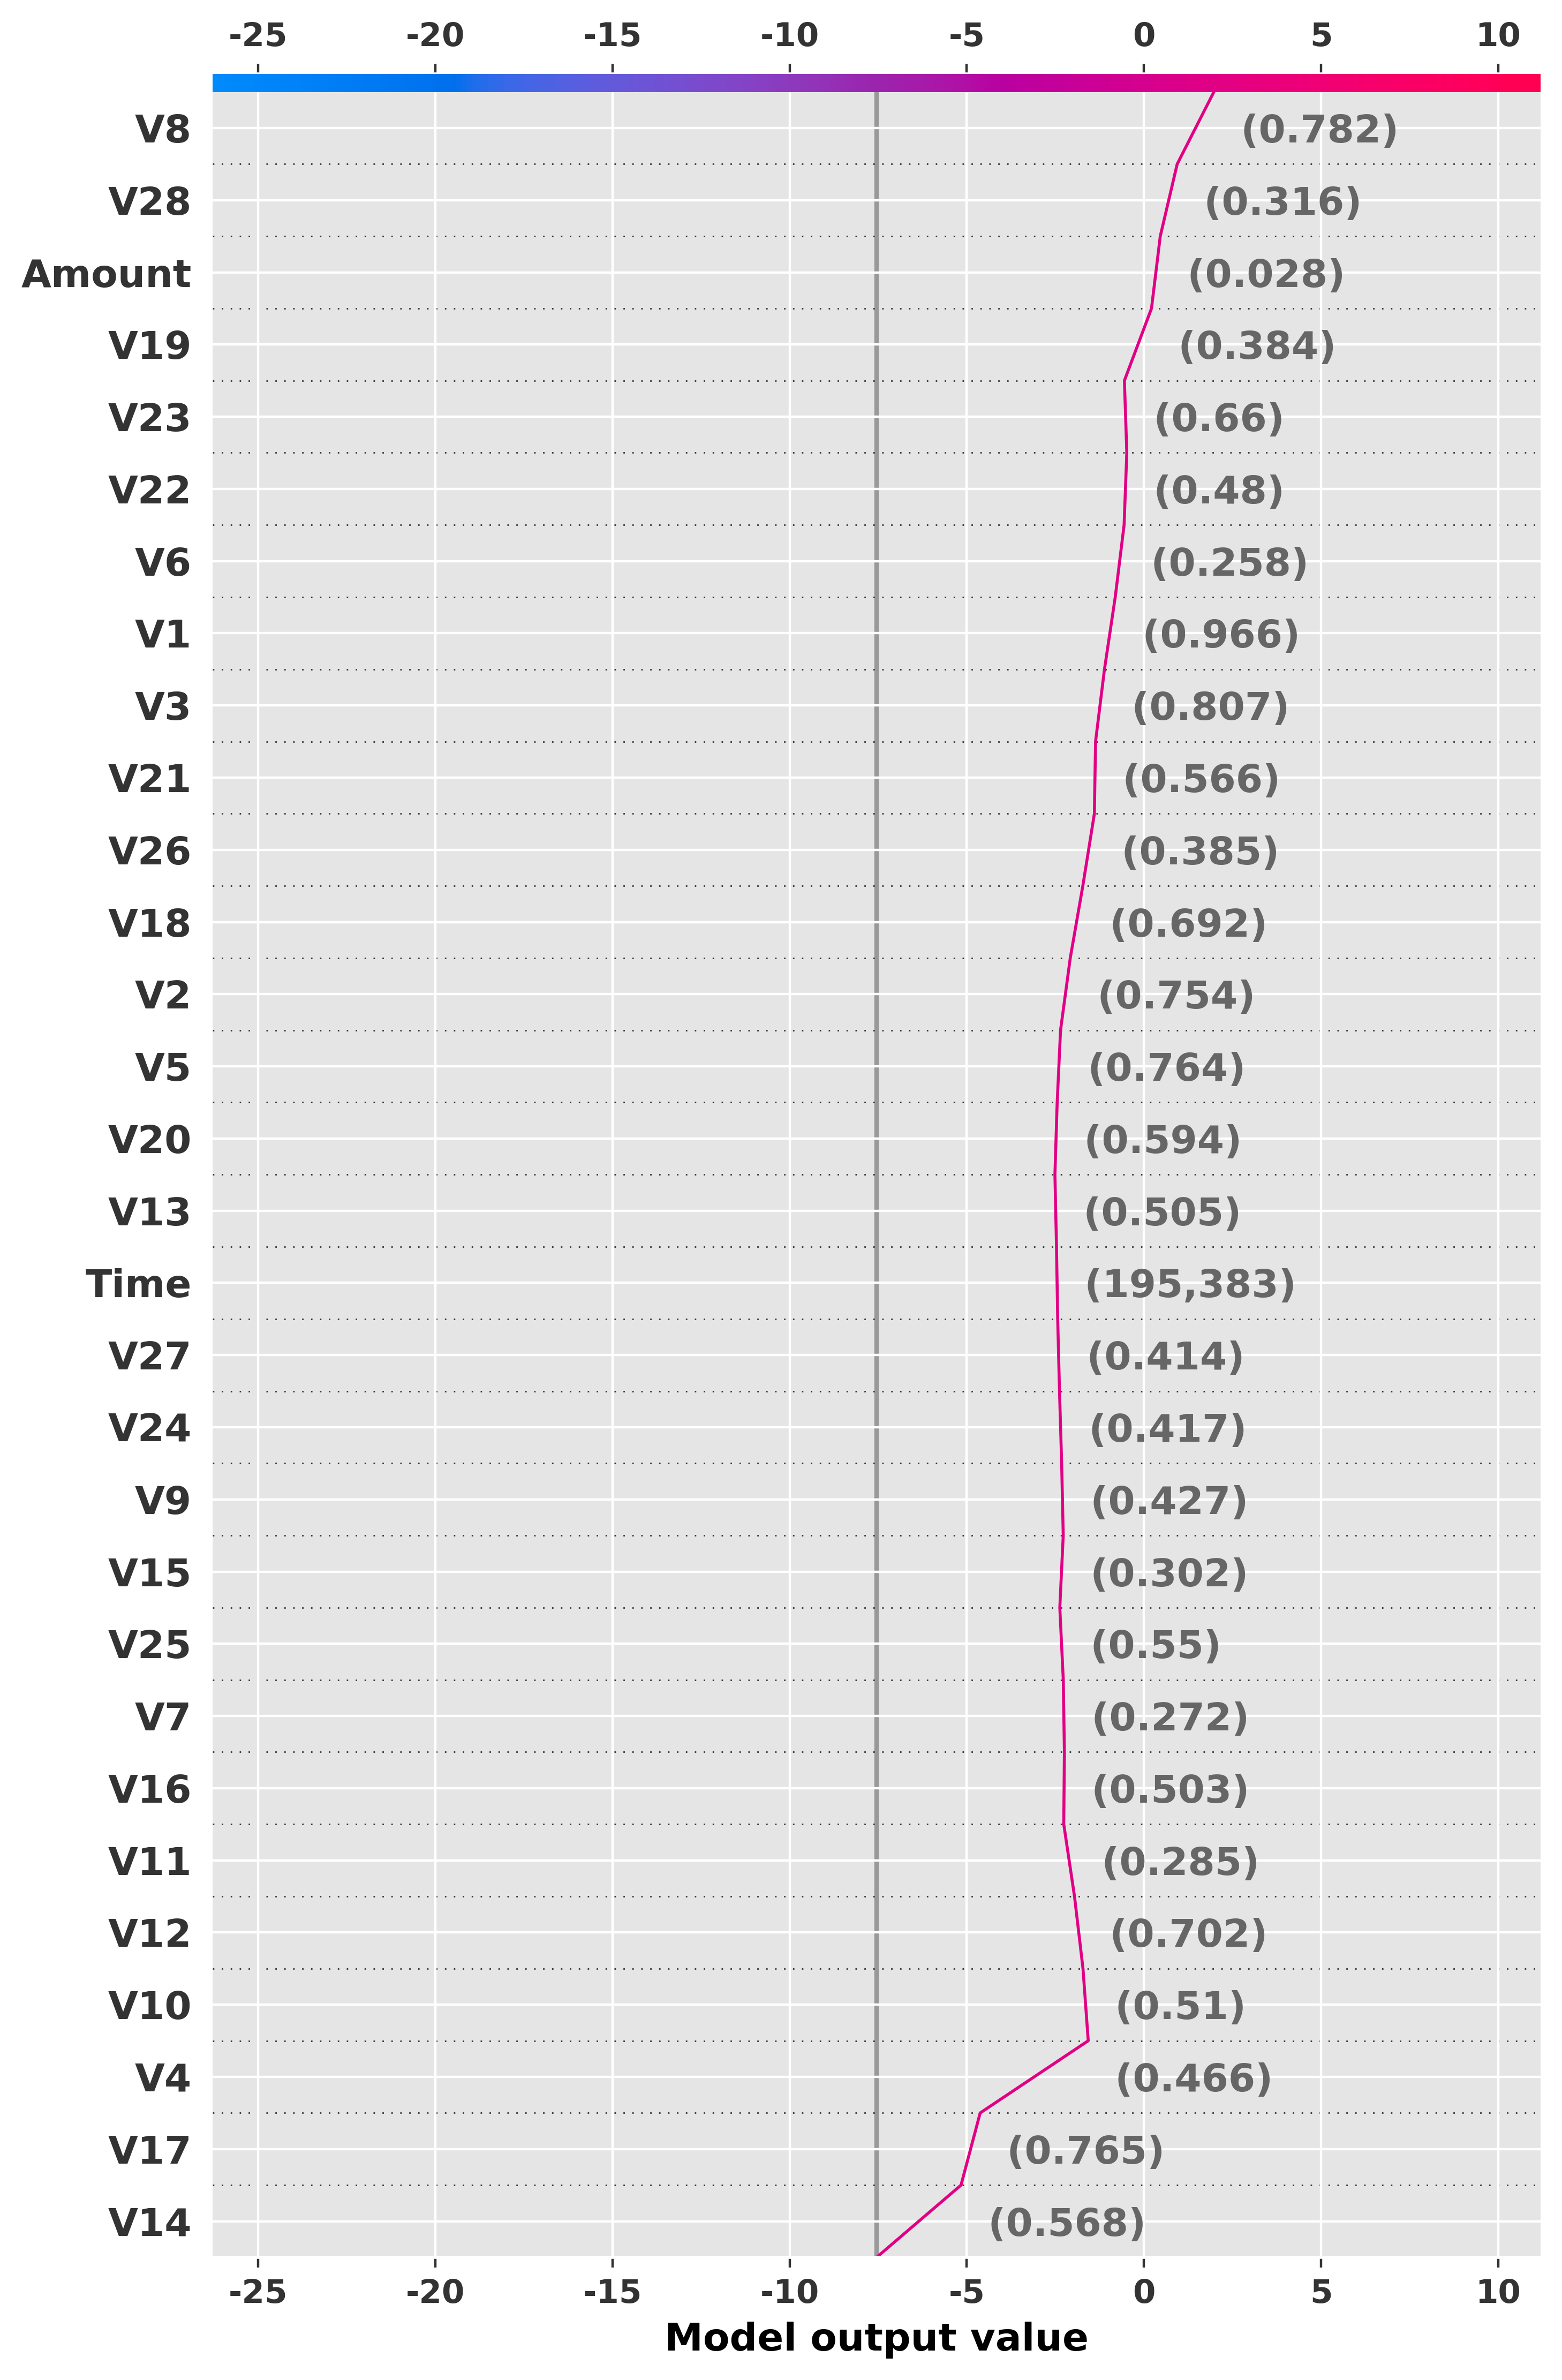 -25 -20 -15 -10 -5 0 5 10
V8 (0.782)
V28 (0.316)
Amount (0.028)
V19 (0.384)
V23 (0.66)
V22 (0.48)
V6 (0.258)
V1 (0.966)
V3 (0.807)
V21 (0.566)
V26 (0.385)
V18 (0.692)
V2 (0.754)
V5 (0.764)
V20 (0.594)
V13 (0.505)
Time (195,383)
V27 (0.414)
V24 (0.417)
V9 (0.427)
V15 (0.302)
V25 (0.55)
V7 (0.272)
V16 (0.503)
V11 (0.285)
V12 (0.702)
V10 (0.51)
V4 (0.466)
V17 (0.765)
V14 (0.568)
-25 -20 -15 -10 -5 0 5 10
Model output value